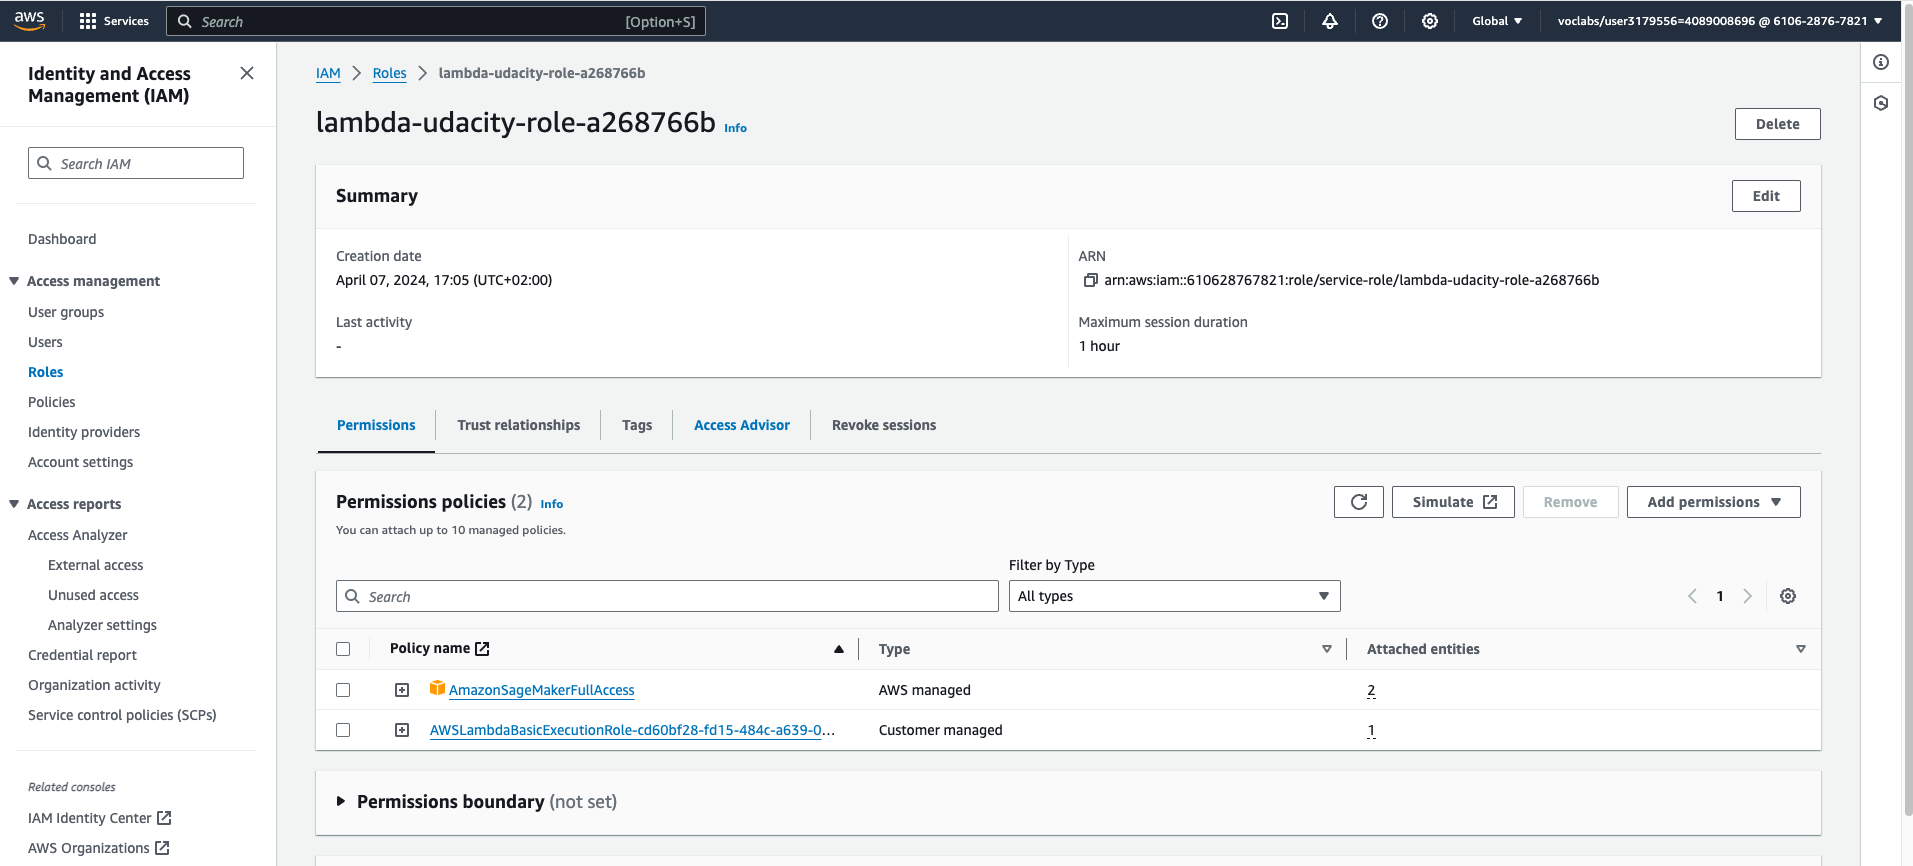 aws
Services
Search
[Option+S]
Global
voclabs/user3179556=4089008696 @ 6106-2876-7821
Identity and Access
Management (IAM)
Search IAM
Dashboard
Access management
User groups
Users
Roles
Policies
Identity providers
Account settings
Access reports
Access Analyzer
External access
Unused access
Analyzer settings
Credential report
Organization activity
Service control policies (SCPs)
Related consoles
IAM Identity Center
AWS Organizations
IAM
Roles
lambda-udacity-role-a268766b
lambda-udacity-role-a268766b Info
Delete
Summary
Edit
Creation date
April 07, 2024, 17:05 (UTC+02:00)
ARN
arn:aws:iam::610628767821:role/service-role/lambda-udacity-role-a268766b
Last activity
-
Maximum session duration
1 hour
Permissions
Trust relationships
Tags
Access Advisor
Revoke sessions
Permissions policies (2) Info
You can attach up to 10 managed policies.
Simulate
Remove
Add permissions
Filter by Type
Search
All types
1
Policy name
Type
Attached entities
AmazonSageMakerFullAccess
AWS managed
2
AWSLambdaBasicExecutionRole-cd60bf28-fd15-484c-a639-0...
Customer managed
1
Permissions boundary (not set)